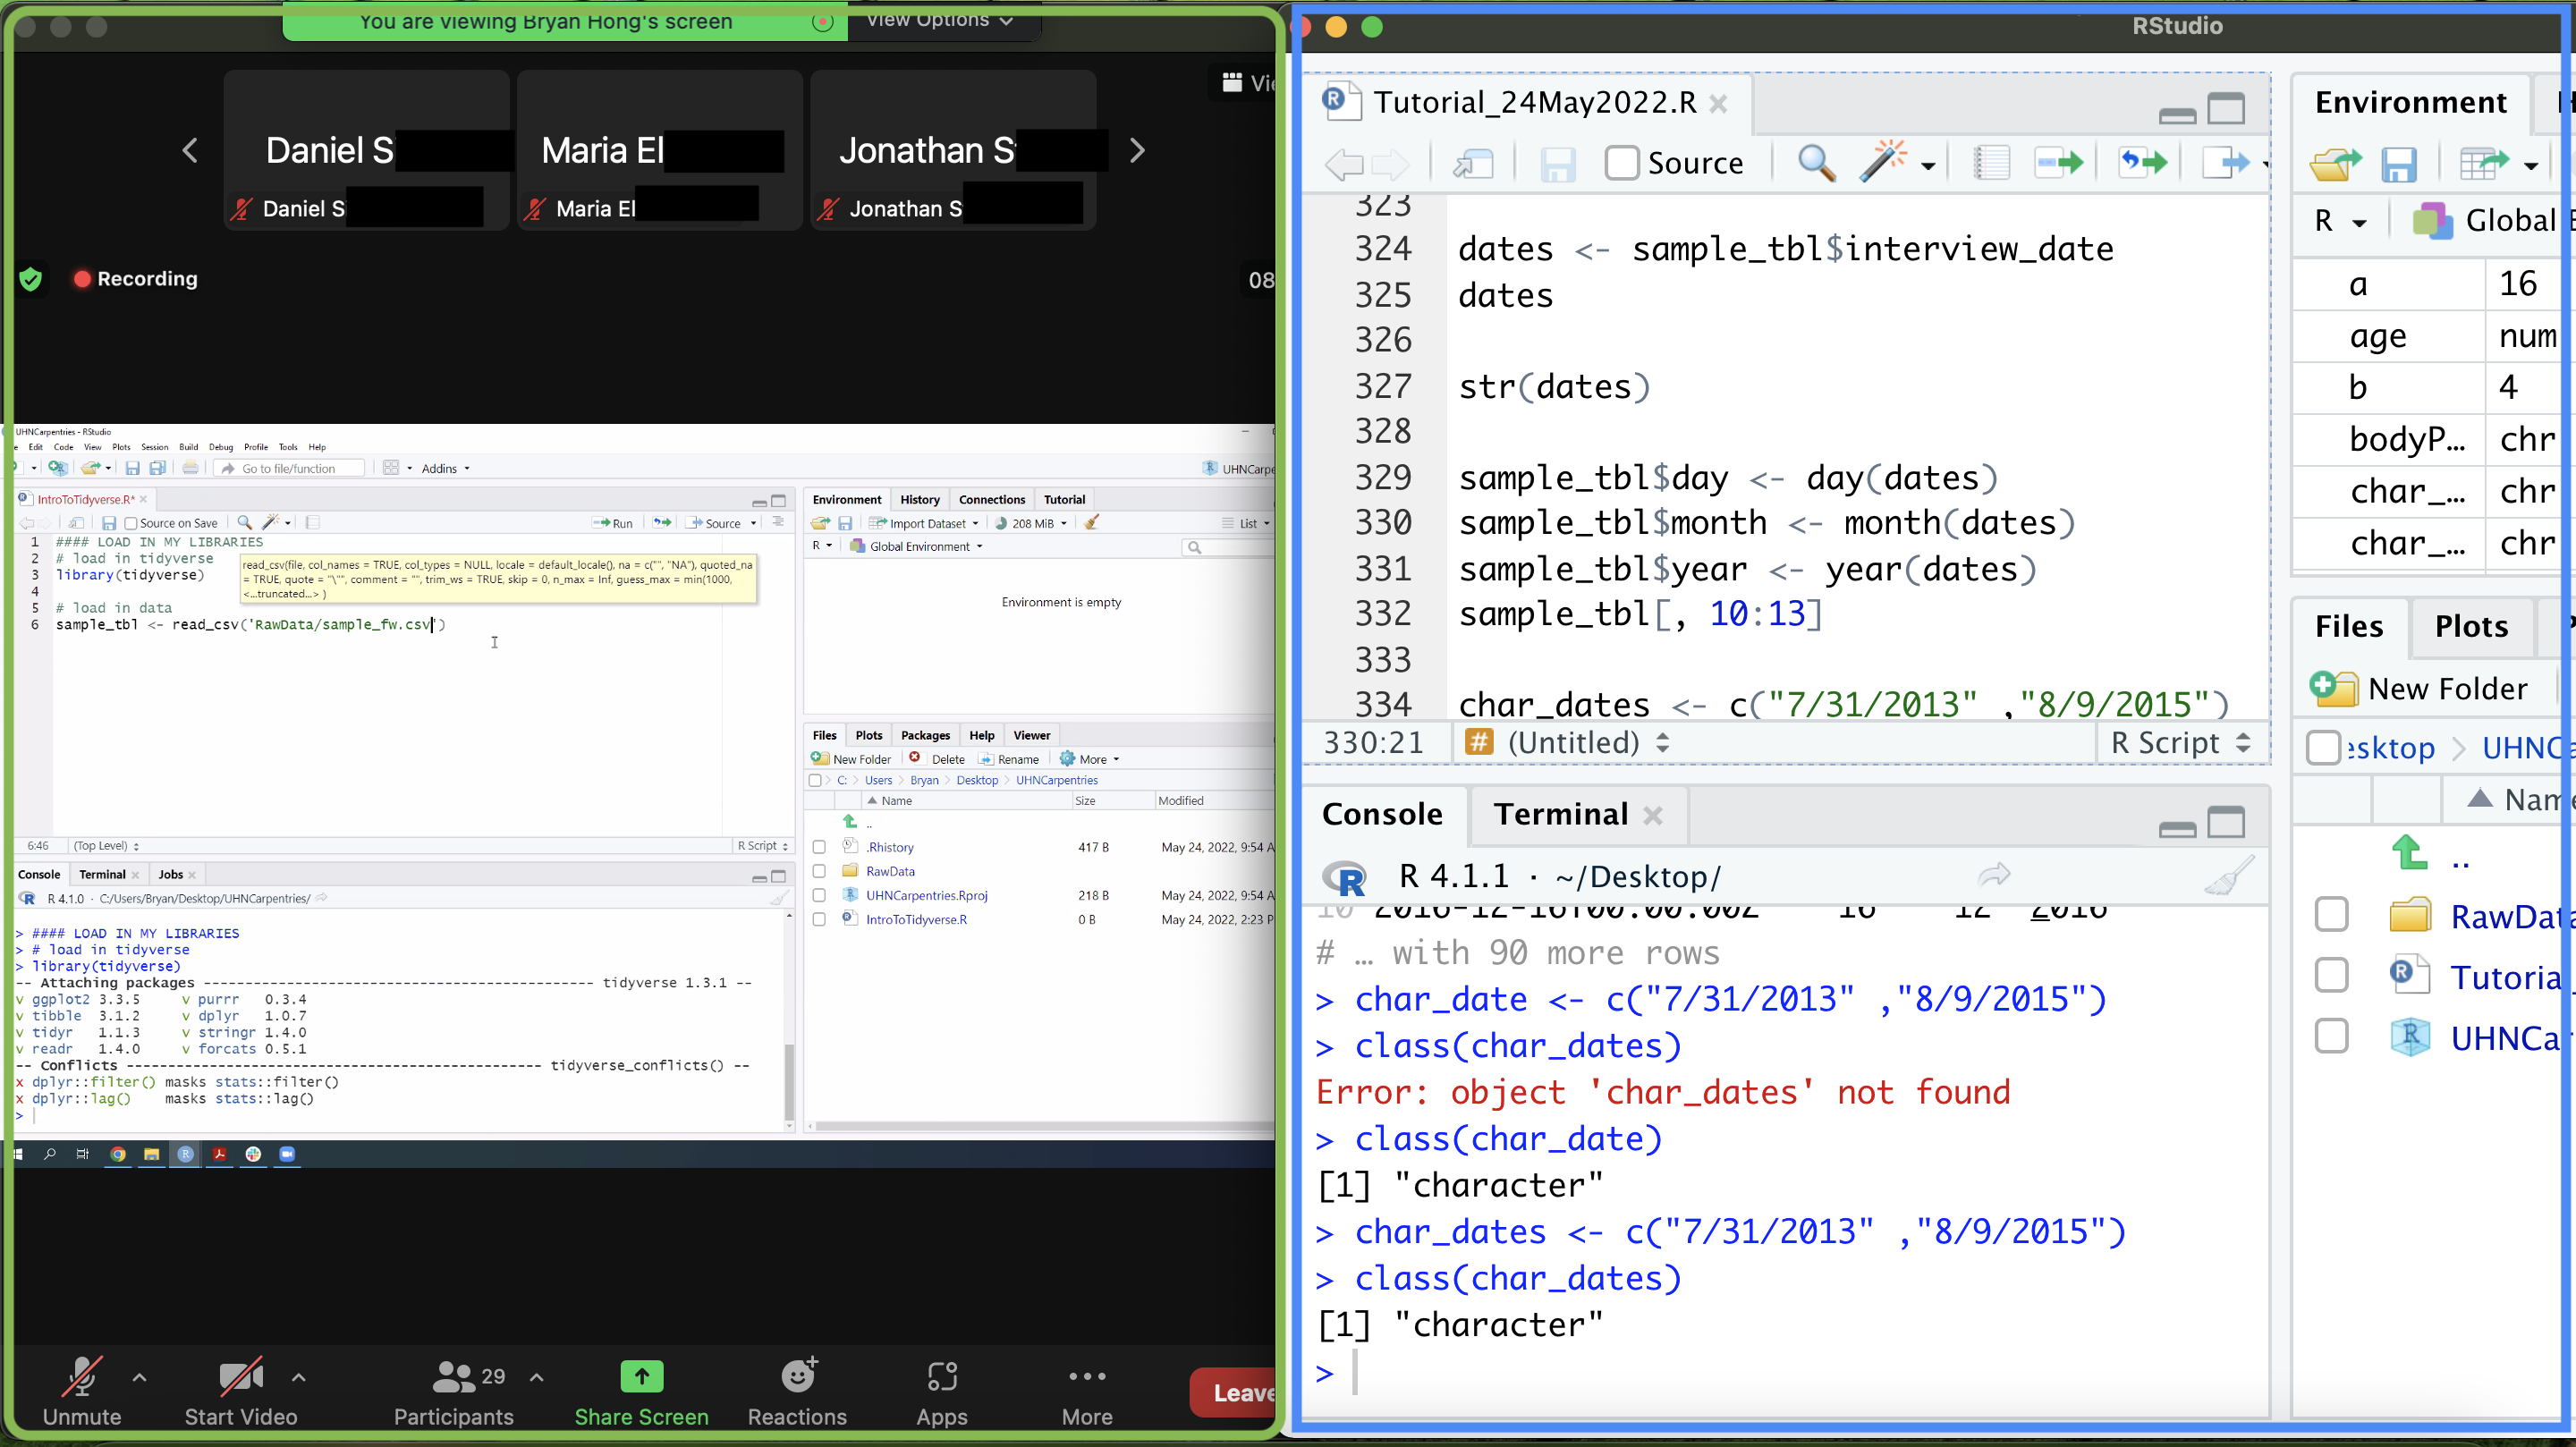 You are viewing Bryan Hong's screen
View Options
Daniel S
Maria El
Jonathan S
Daniel S
Maria El
Jonathan S
Recording
08
UHNCarpentries - RStudio
Edit Code View Plots Session Build Debug Profile Tools Help
Go to file/function
Addins
UHNCarpe
IntroToTidyverse.R*
Source on Save
Run
Source
1 #### LOAD IN MY LIBRARIES
2 # load in tidyverse
3 library(tidyverse)
4
5 # load in data
6 sample_tbl <- read_csv('RawData/sample_fw.csv')
read_csv(file, col_names = TRUE, col_types = NULL, locale = default_locale(), na = c("", "NA"), quoted_na
= TRUE, quote = "\"", comment = "", trim_ws = TRUE, skip = 0, n_max = Inf, guess_max = min(1000,
<...truncated...> )
6:46 (Top Level)
R Script
Environment History Connections Tutorial
Import Dataset 208 MiB List
R Global Environment
Environment is empty
Files Plots Packages Help Viewer
New Folder Delete Rename More
C: > Users > Bryan > Desktop > UHNCarpentries
Name Size Modified
..
.Rhistory 417 B May 24, 2022, 9:54 A
RawData
UHNCarpentries.Rproj 218 B May 24, 2022, 9:54 A
IntroToTidyverse.R 0 B May 24, 2022, 2:23 P
Console Terminal Jobs
R 4.1.0 · C:/Users/Bryan/Desktop/UHNCarpentries/
> #### LOAD IN MY LIBRARIES
> # load in tidyverse
> library(tidyverse)
-- Attaching packages --------------------------------------------------- tidyverse 1.3.1 --
v ggplot2 3.3.5 v purrr 0.3.4
v tibble 3.1.2 v dplyr 1.0.7
v tidyr 1.1.3 v stringr 1.4.0
v readr 1.4.0 v forcats 0.5.1
-- Conflicts --------------------------------------------------- tidyverse_conflicts() --
x dplyr::filter() masks stats::filter()
x dplyr::lag() masks stats::lag()
>
Unmute
Start Video
29
Participants
Share Screen
Reactions
Apps
More
Leave
RStudio
Tutorial_24May2022.R
Source
323
324 dates <- sample_tbl$interview_date
325 dates
326
327 str(dates)
328
329 sample_tbl$day <- day(dates)
330 sample_tbl$month <- month(dates)
331 sample_tbl$year <- year(dates)
332 sample_tbl[, 10:13]
333
334 char_dates <- c("7/31/2013" ,"8/9/2015")
330:21 # (Untitled) R Script
Console Terminal
R 4.1.1 · ~/Desktop/
10 2016-12-16T00:00:00Z 16 12 2016
# … with 90 more rows
> char_date <- c("7/31/2013" ,"8/9/2015")
> class(char_dates)
Error: object 'char_dates' not found
> class(char_date)
[1] "character"
> char_dates <- c("7/31/2013" ,"8/9/2015")
> class(char_dates)
[1] "character"
>
Environment
R Global
a 16
age num
b 4
bodyP… chr
char_… chr
char_… chr
Files Plots
New Folder
esktop > UHNC
Name
..
RawData
Tutorial_
UHNCa